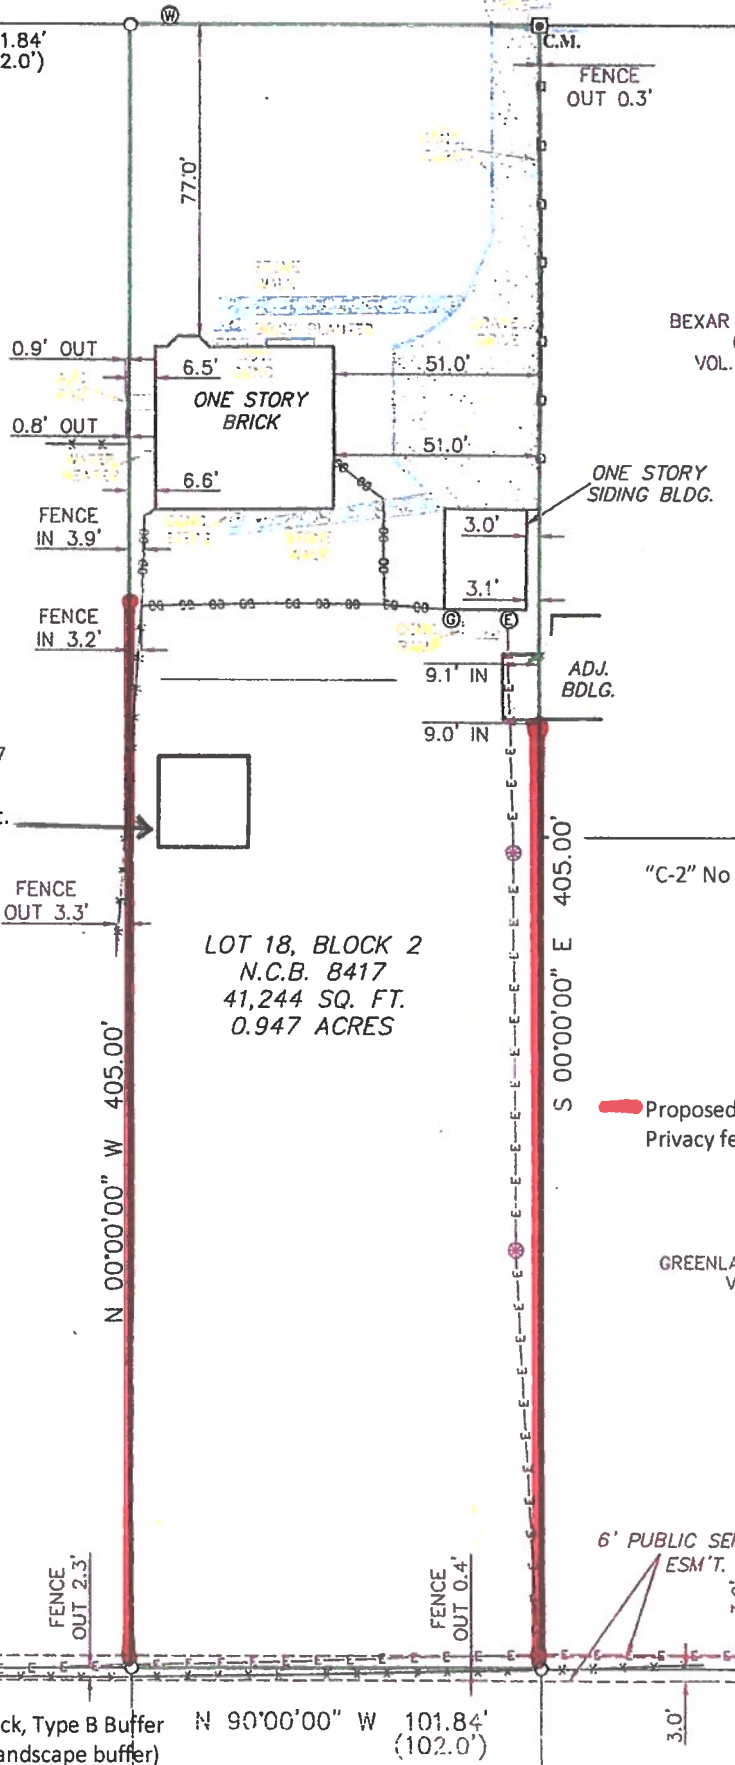 W
1.84'
2.0')
C.M.
FENCE
OUT 0.3'
77.0'
BEXAR
VOL.
0.9' OUT
6.5'
51.0'
ONE STORY
BRICK
0.8' OUT
51.0'
6.6'
ONE STORY
SIDING BLDG.
FENCE
IN 3.9'
3.0'
3.1'
FENCE
IN 3.2'
G
E
9.1' IN
ADJ.
BDLG.
9.0' IN
405.00'
S 00°00'00" E
"C-2" No
FENCE
OUT 3.3'
LOT 18, BLOCK 2
N.C.B. 8417
41,244 SQ. FT.
0.947 ACRES
N 00°00'00" W 405.00'
Proposed
Privacy fe
GREENLA
V
6' PUBLIC SE
ESM'T.
FENCE
OUT 2.3'
FENCE
OUT 0.4'
ck, Type B Buffer
andscape buffer)
N 90°00'00" W 101.84'
(102.0')
3.0'